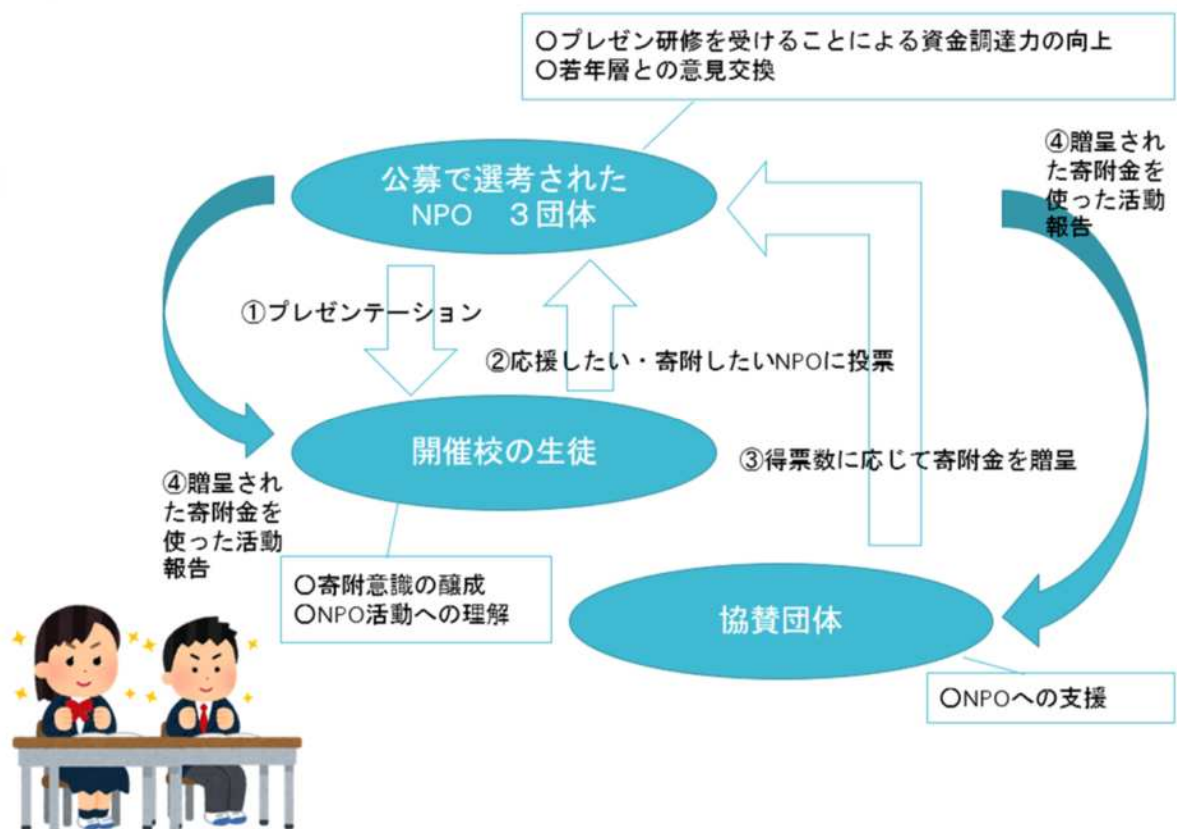 〇プレゼン研修を受けることによる資金調達力の向上
〇若年層との意見交換
公募で選考された
NPO　３団体
④贈呈され
た寄附金を
使った活動
報告
①プレゼンテーション
②応援したい・寄附したいNPOに投票
開催校の生徒
③得票数に応じて寄附金を贈呈
④贈呈され
た寄附金を
使った活動
報告
〇寄附意識の醸成
〇NPO活動への理解
協賛団体
〇NPOへの支援